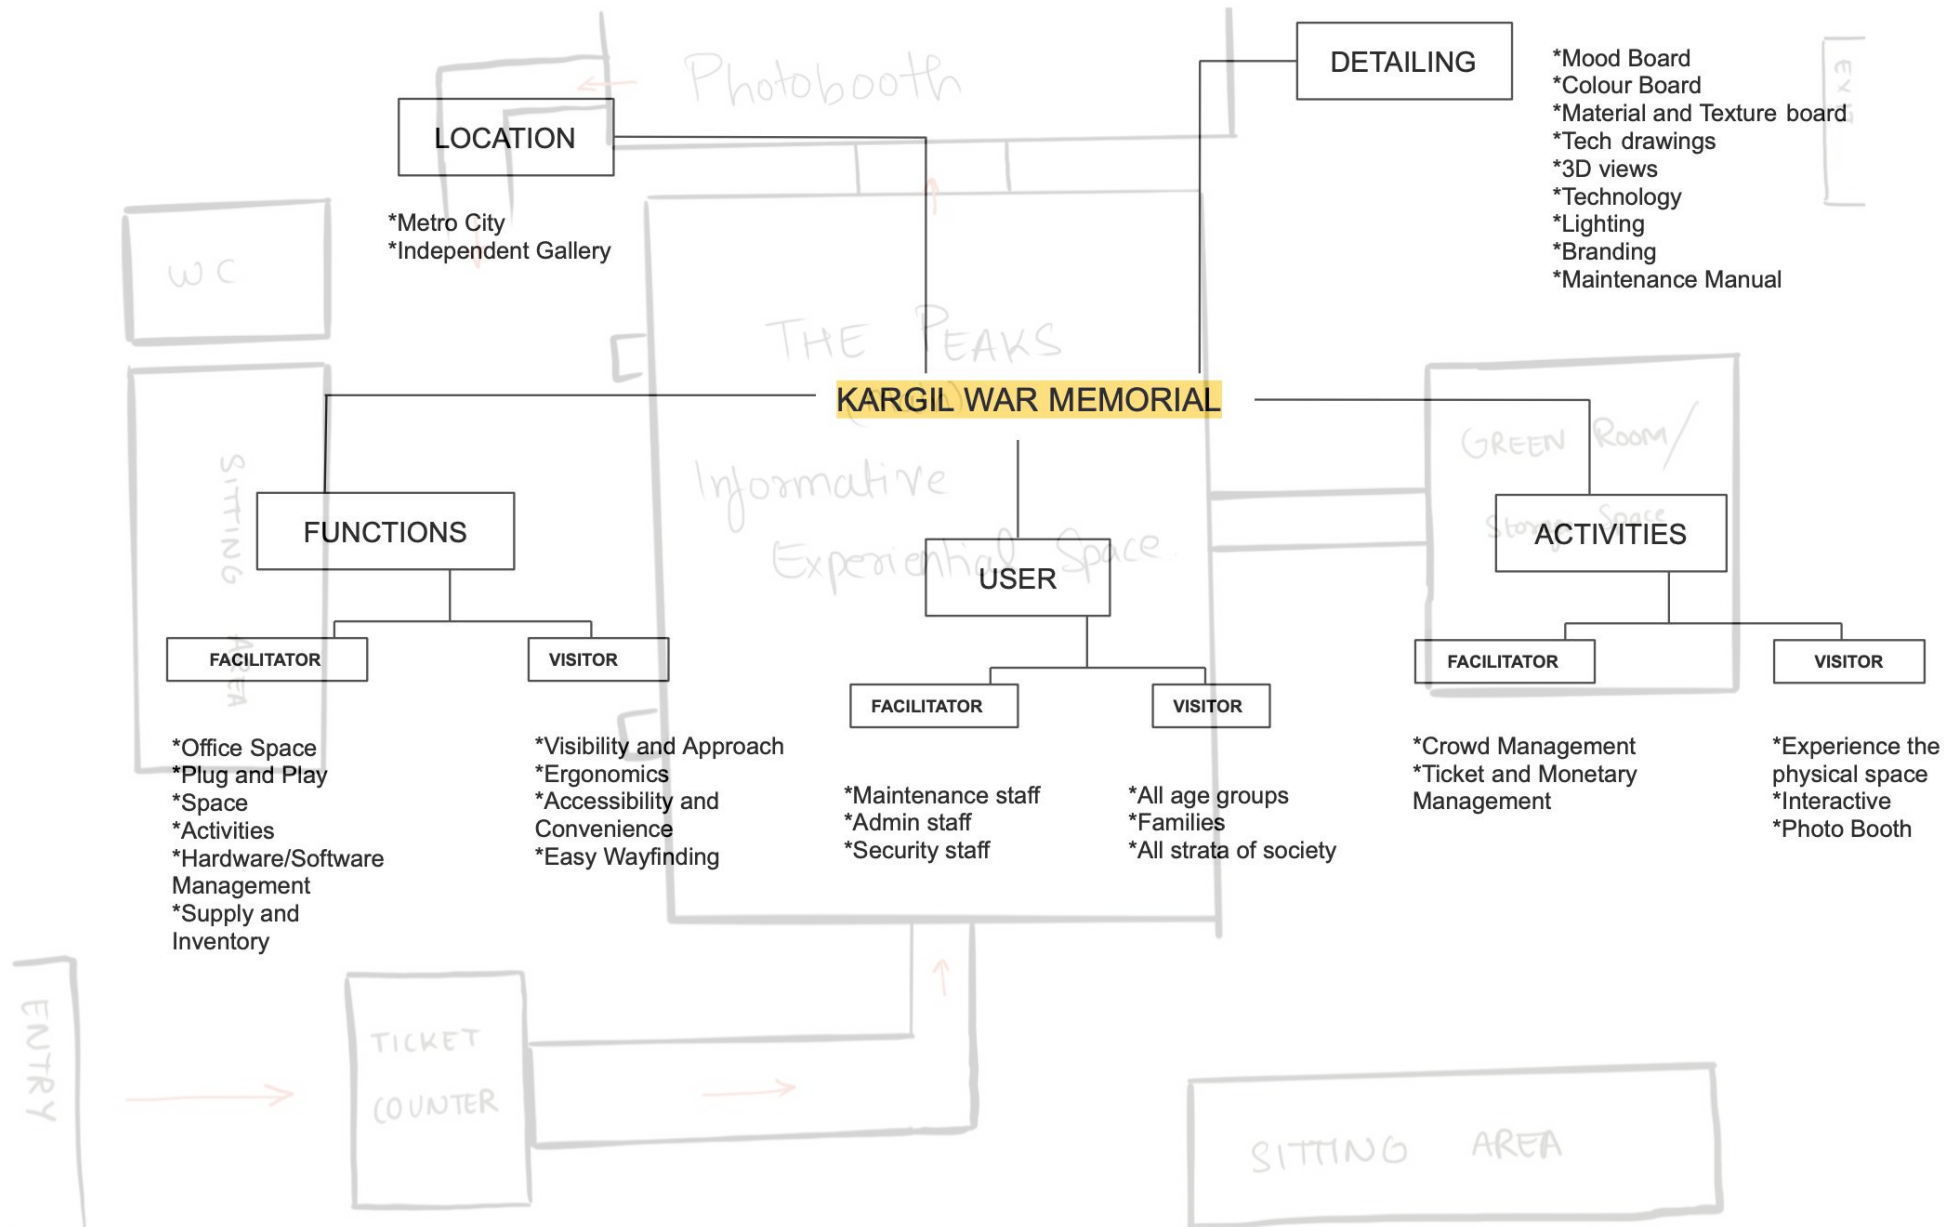 Photobooth
DETAILING
*Mood Board
*Colour Board
*Material and Texture board
*Tech drawings
*3D views
*Technology
*Lighting
*Branding
*Maintenance Manual
EXIT
LOCATION
*Metro City
*Independent Gallery
WC
THE PEAKS
(main)
KARGIL WAR MEMORIAL
Informative
Experiential Space
GREEN ROOM/
Storage Space
SITTING AREA
FUNCTIONS
FACILITATOR
*Office Space
*Plug and Play
*Space
*Activities
*Hardware/Software
Management
*Supply and
Inventory
VISITOR
*Visibility and Approach
*Ergonomics
*Accessibility and
Convenience
*Easy Wayfinding
USER
FACILITATOR
*Maintenance staff
*Admin staff
*Security staff
VISITOR
*All age groups
*Families
*All strata of society
ACTIVITIES
FACILITATOR
*Crowd Management
*Ticket and Monetary
Management
VISITOR
*Experience the
physical space
*Interactive
*Photo Booth
ENTRY
TICKET
COUNTER
SITTING AREA